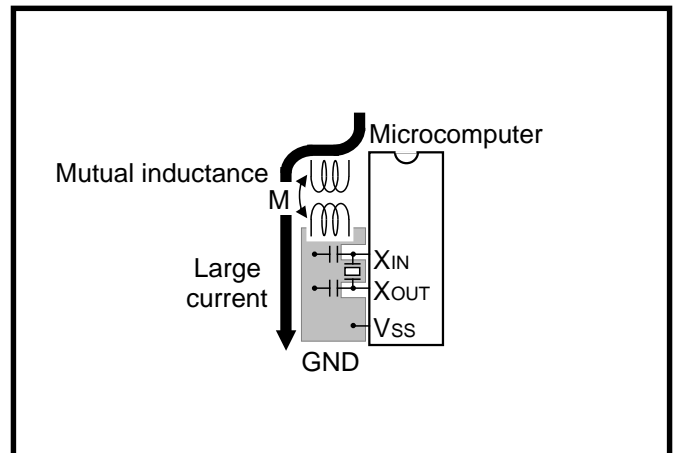 Microcomputer
Mutual inductance
M
Large
current
XIN
XOUT
VSS
GND